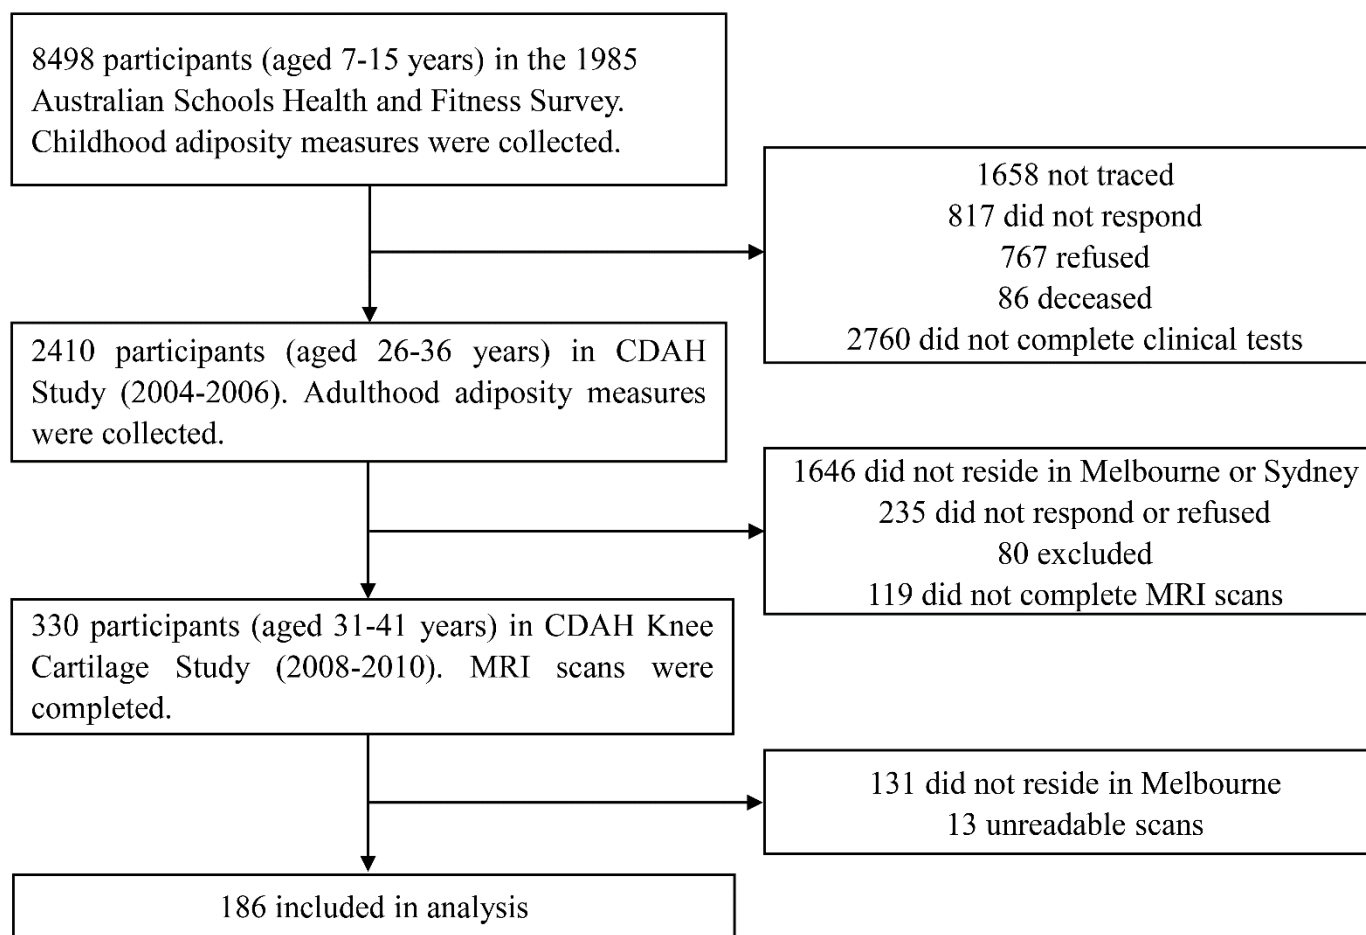 8498 participants (aged 7-15 years) in the 1985
Australian Schools Health and Fitness Survey.
Childhood adiposity measures were collected.
1658 not traced
817 did not respond
767 refused
86 deceased
2760 did not complete clinical tests
2410 participants (aged 26-36 years) in CDAH
Study (2004-2006). Adulthood adiposity measures
were collected.
1646 did not reside in Melbourne or Sydney
235 did not respond or refused
80 excluded
119 did not complete MRI scans
330 participants (aged 31-41 years) in CDAH Knee
Cartilage Study (2008-2010). MRI scans were
completed.
131 did not reside in Melbourne
13 unreadable scans
186 included in analysis